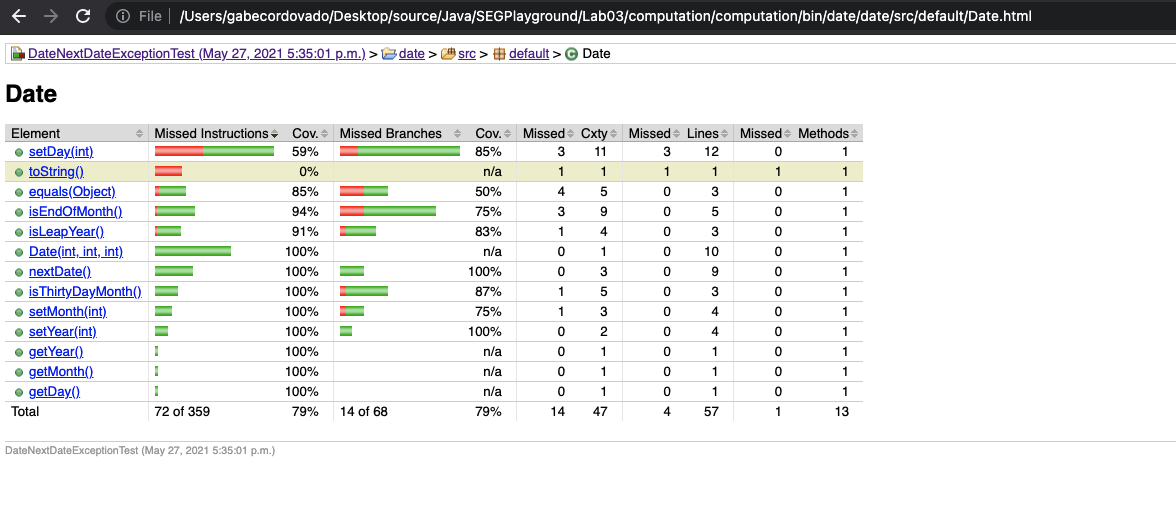 File /Users/gabecordovado/Desktop/source/Java/SEGPlayground/Lab03/computation/computation/bin/date/date/src/default/Date.html
DateNextDateExceptionTest (May 27, 2021 5:35:01 p.m.) > date > src > default > Date
Date
Element Missed Instructions Cov. Missed Branches Cov. Missed Cxty Missed Lines Missed Methods
setDay(int) 59% 85% 3 11 3 12 0 1
toString() 0% n/a 1 1 1 1 1 1
equals(Object) 85% 50% 4 5 0 3 0 1
isEndOfMonth() 94% 75% 3 9 0 5 0 1
isLeapYear() 91% 83% 1 4 0 3 0 1
Date(int, int, int) 100% n/a 0 1 0 10 0 1
nextDate() 100% 100% 0 3 0 9 0 1
isThirtyDayMonth() 100% 87% 1 5 0 3 0 1
setMonth(int) 100% 75% 1 3 0 4 0 1
setYear(int) 100% 100% 0 2 0 4 0 1
getYear() 100% n/a 0 1 0 1 0 1
getMonth() 100% n/a 0 1 0 1 0 1
getDay() 100% n/a 0 1 0 1 0 1
Total 72 of 359 79% 14 of 68 79% 14 47 4 57 1 13
DateNextDateExceptionTest (May 27, 2021 5:35:01 p.m.)